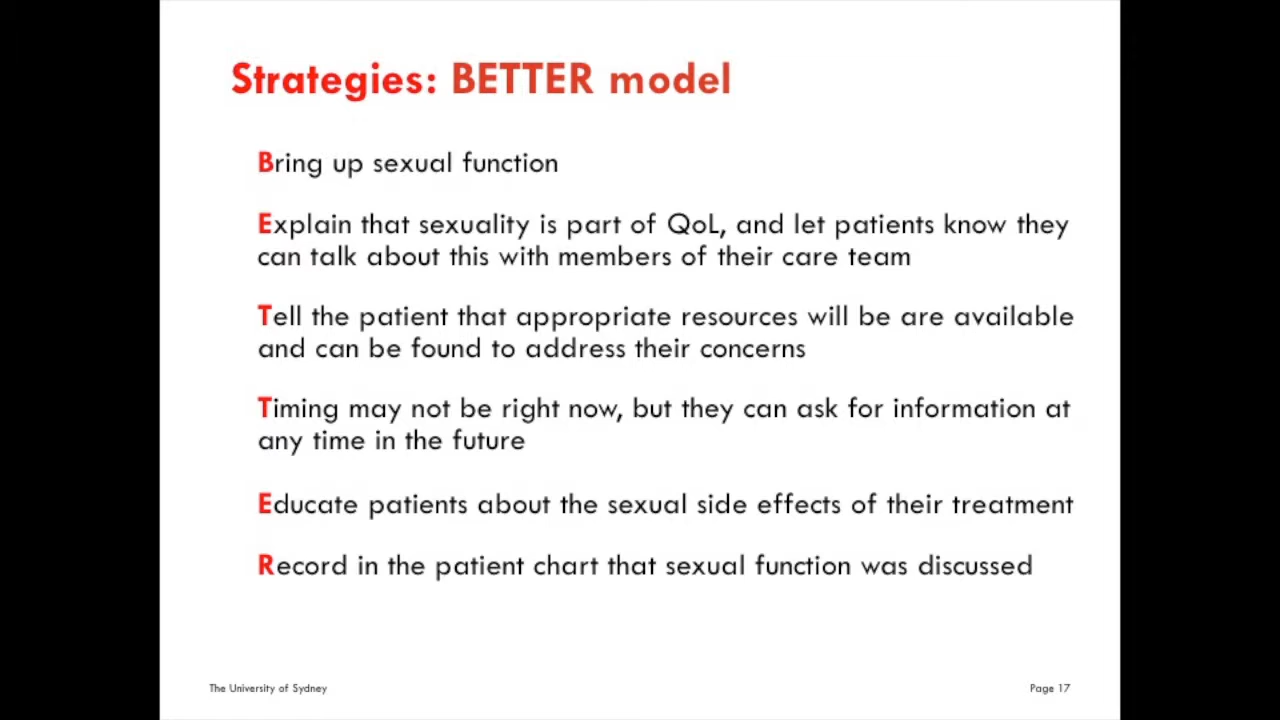 Strategies: BETTER model
Bring up sexual function
Explain that sexuality is part of QoL, and let patients know they
can talk about this with members of their care team
Tell the patient that appropriate resources will be are available
and can be found to address their concerns
Timing may not be right now, but they can ask for information at
any time in the future
Educate patients about the sexual side effects of their treatment
Record in the patient chart that sexual function was discussed
The University of Sydney
Page 17